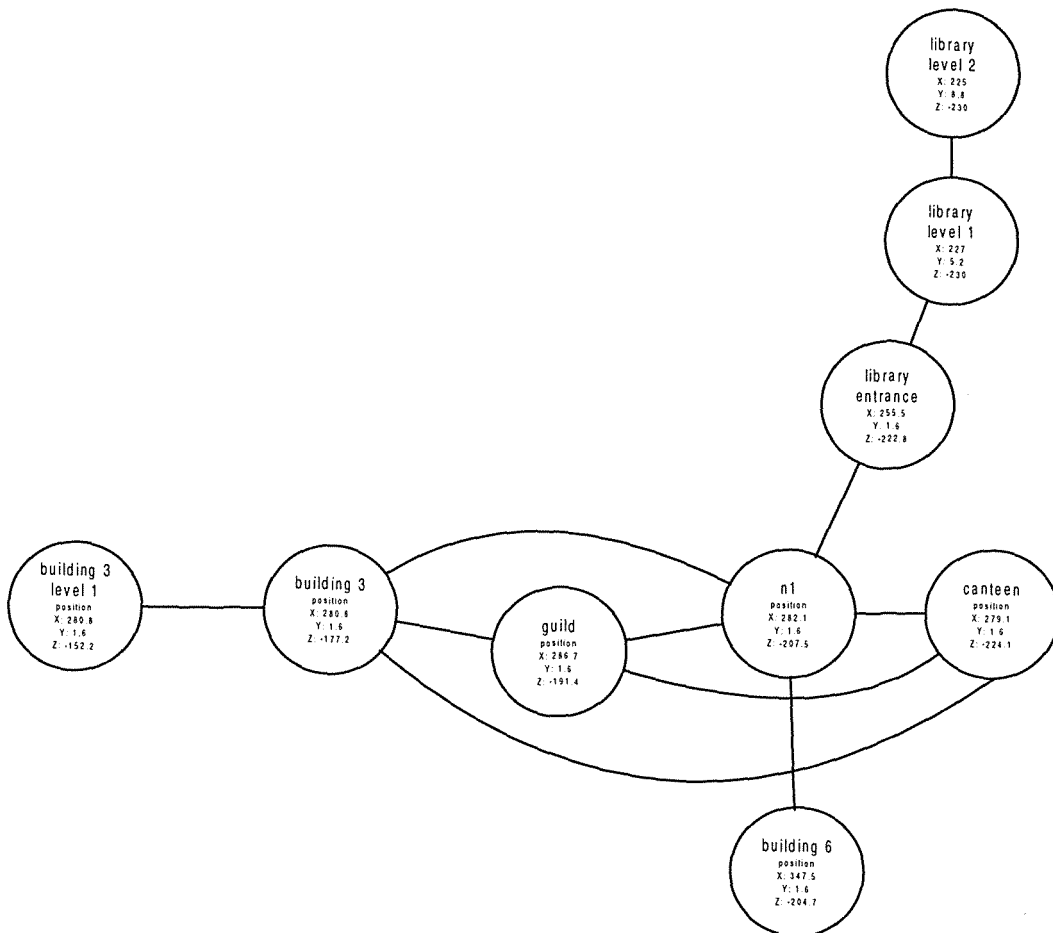 library
level 2
X: 225
Y: 8.8
Z: -230
library
level 1
X: 227
Y: 5.2
Z: -230
library
entrance
X: 255.5
Y: 1.6
Z: -222.8
building 3
level 1
position
X: 280.8
Y: 1.6
Z: -152.2
building 3
position
X: 280.8
Y: 1.6
Z: -177.2
guild
position
X: 286.7
Y: 1.6
Z: -191.4
n1
position
X: 282.1
Y: 1.6
Z: -207.5
canteen
position
X: 279.1
Y: 1.6
Z: -224.1
building 6
position
X: 347.5
Y: 1.6
Z: -204.7